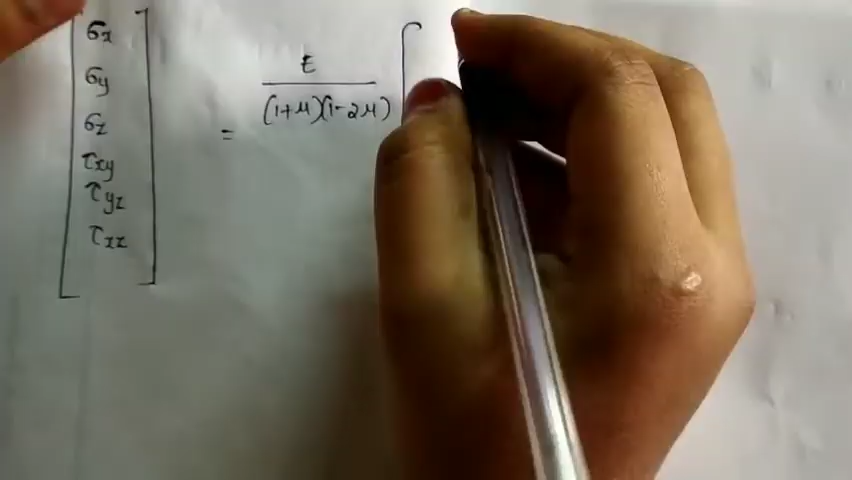 σx
σy
σz
τxy
τyz
τxz
=
E
(1+μ)(1-2μ)